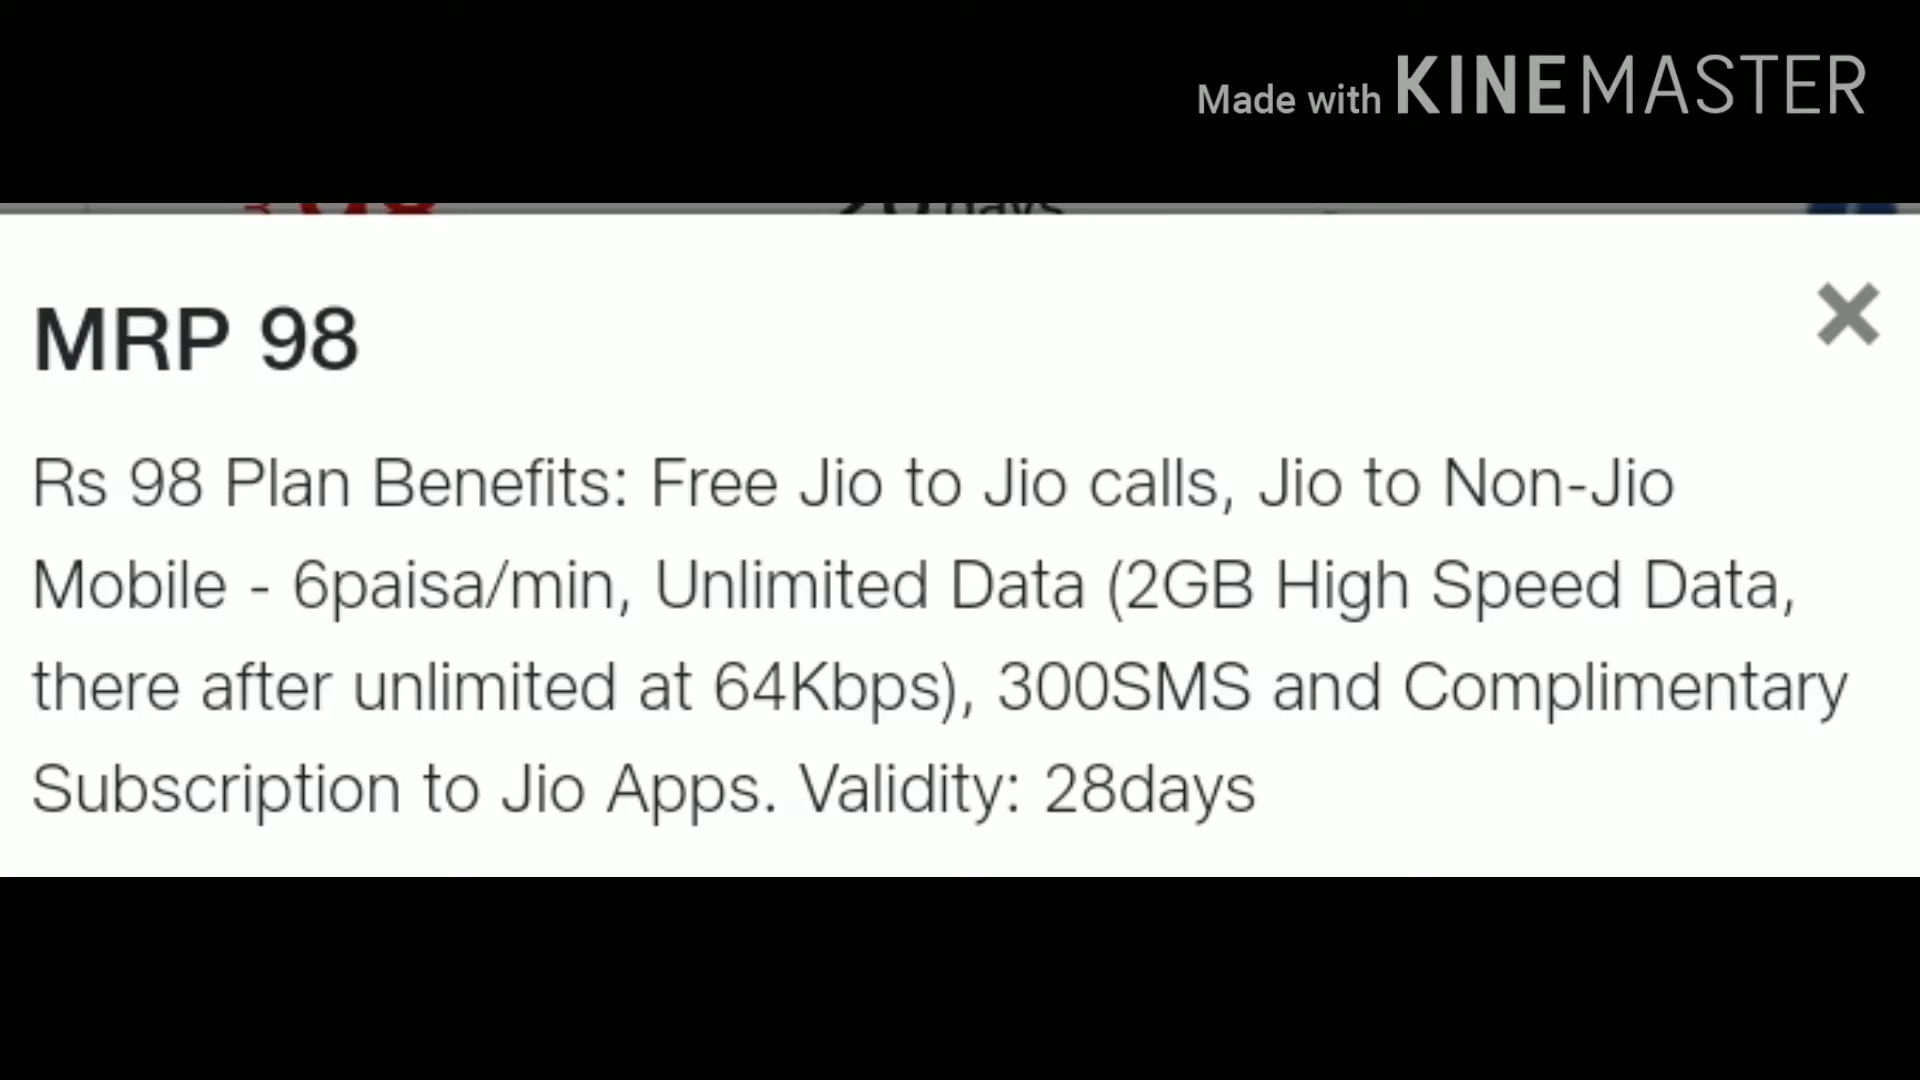 Made with KINEMASTER
MRP 98
Rs 98 Plan Benefits: Free Jio to Jio calls, Jio to Non-Jio
Mobile - 6paisa/min, Unlimited Data (2GB High Speed Data,
there after unlimited at 64Kbps), 300SMS and Complimentary
Subscription to Jio Apps. Validity: 28days